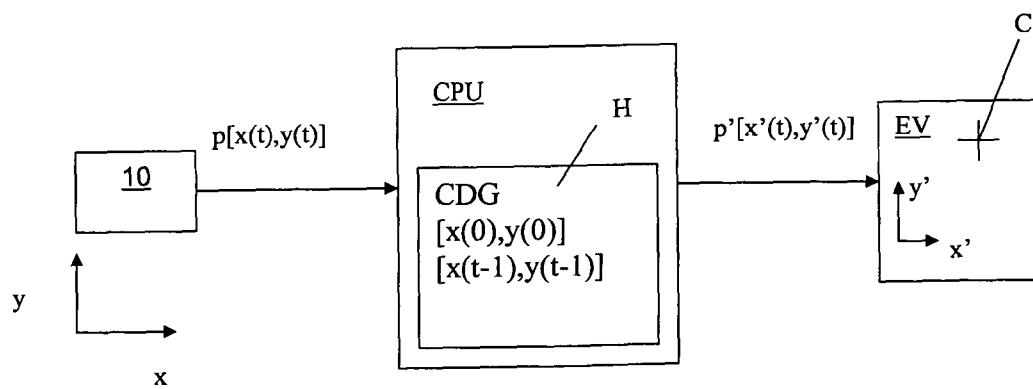 C
CPU
H
EV
p[x(t),y(t)]
p’[x’(t),y’(t)]
10
CDG
[x(0),y(0)]
[x(t-1),y(t-1)]
y’
x’
y
x